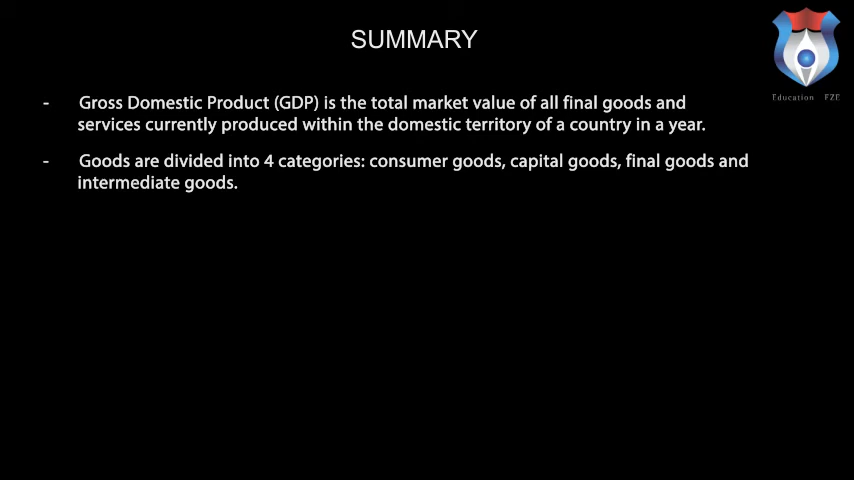 SUMMARY
- Gross Domestic Product (GDP) is the total market value of all final goods and
services currently produced within the domestic territory of a country in a year.
- Goods are divided into 4 categories: consumer goods, capital goods, final goods and
intermediate goods.
Education FZE